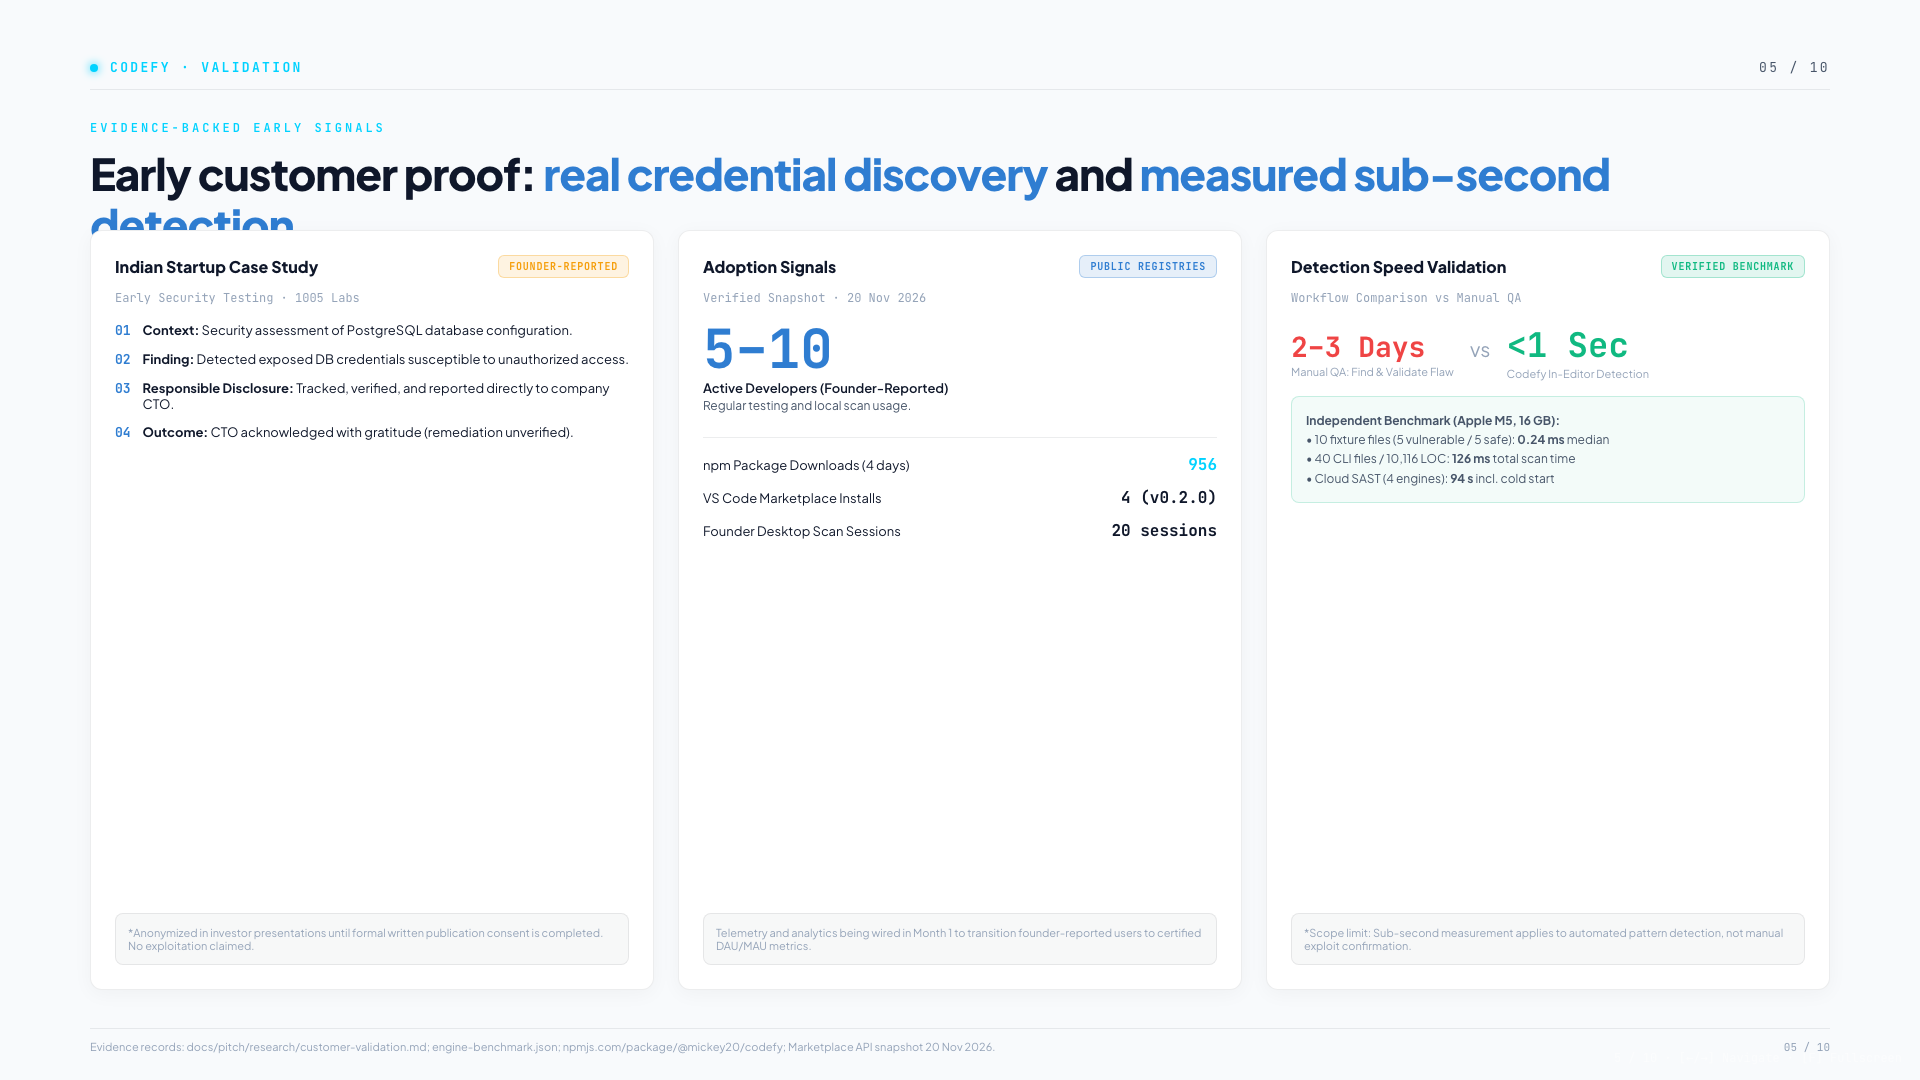 CODEFY · VALIDATION
05 / 10
EVIDENCE-BACKED EARLY SIGNALS
Early customer proof: real credential discovery and measured sub-second
detection
Indian Startup Case Study
FOUNDER-REPORTED
Early Security Testing · 1005 Labs
01 Context: Security assessment of PostgreSQL database configuration.
02 Finding: Detected exposed DB credentials susceptible to unauthorized access.
03 Responsible Disclosure: Tracked, verified, and reported directly to company
CTO.
04 Outcome: CTO acknowledged with gratitude (remediation unverified).
*Anonymized in investor presentations until formal written publication consent is completed.
No exploitation claimed.
Adoption Signals
PUBLIC REGISTRIES
Verified Snapshot · 20 Nov 2026
5–10
Active Developers (Founder-Reported)
Regular testing and local scan usage.
npm Package Downloads (4 days) 956
VS Code Marketplace Installs 4 (v0.2.0)
Founder Desktop Scan Sessions 20 sessions
Telemetry and analytics being wired in Month 1 to transition founder-reported users to certified
DAU/MAU metrics.
Detection Speed Validation
VERIFIED BENCHMARK
Workflow Comparison vs Manual QA
2–3 Days VS <1 Sec
Manual QA: Find & Validate Flaw
Codefy In-Editor Detection
Independent Benchmark (Apple M5, 16 GB):
• 10 fixture files (5 vulnerable / 5 safe): 0.24 ms median
• 40 CLI files / 10,116 LOC: 126 ms total scan time
• Cloud SAST (4 engines): 94 s incl. cold start
*Scope limit: Sub-second measurement applies to automated pattern detection, not manual
exploit confirmation.
Evidence records: docs/pitch/research/customer-validation.md; engine-benchmark.json; npmjs.com/package/@mickey20/codefy; Marketplace API snapshot 20 Nov 2026.
05 / 10